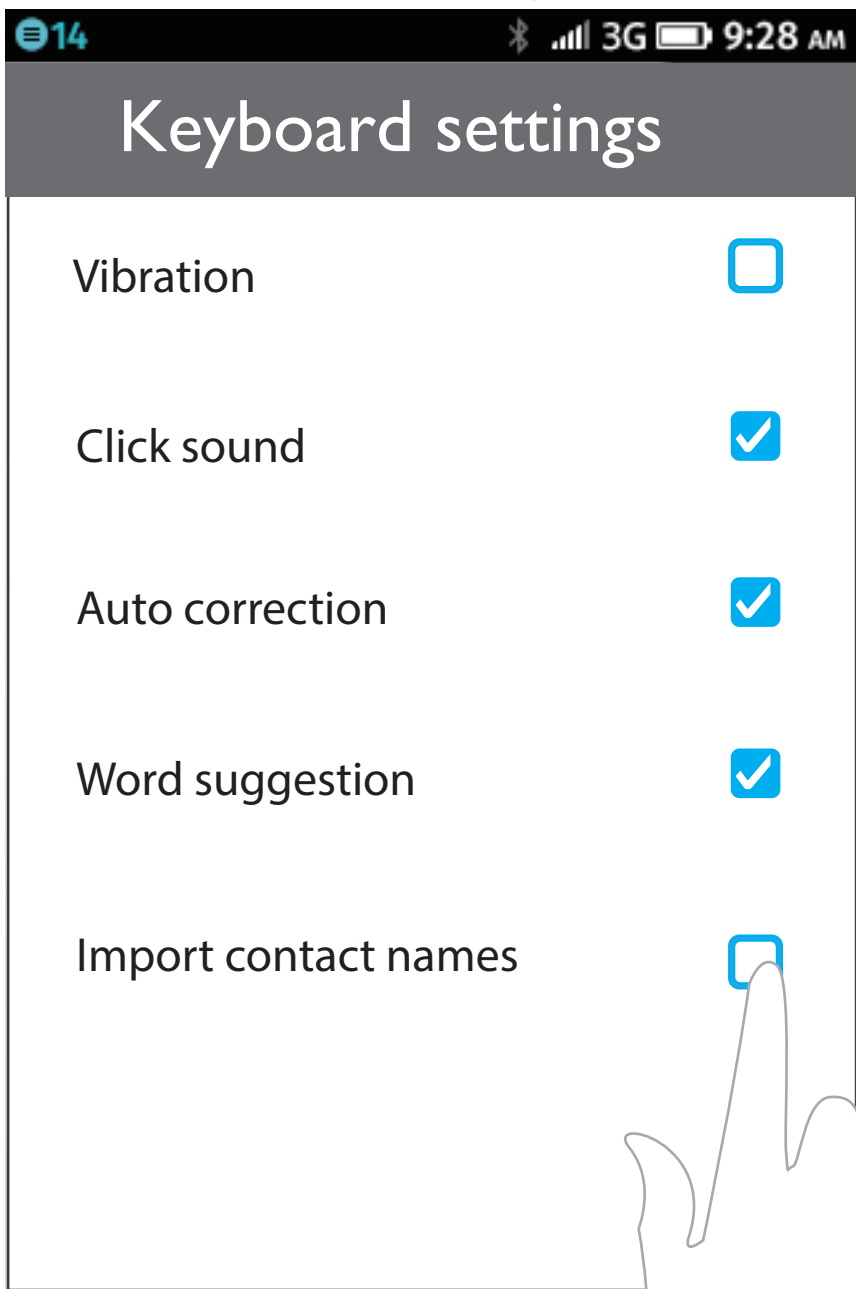 14 3G 9:28 AM
Keyboard settings
Vibration
Click sound
Auto correction
Word suggestion
Import contact names